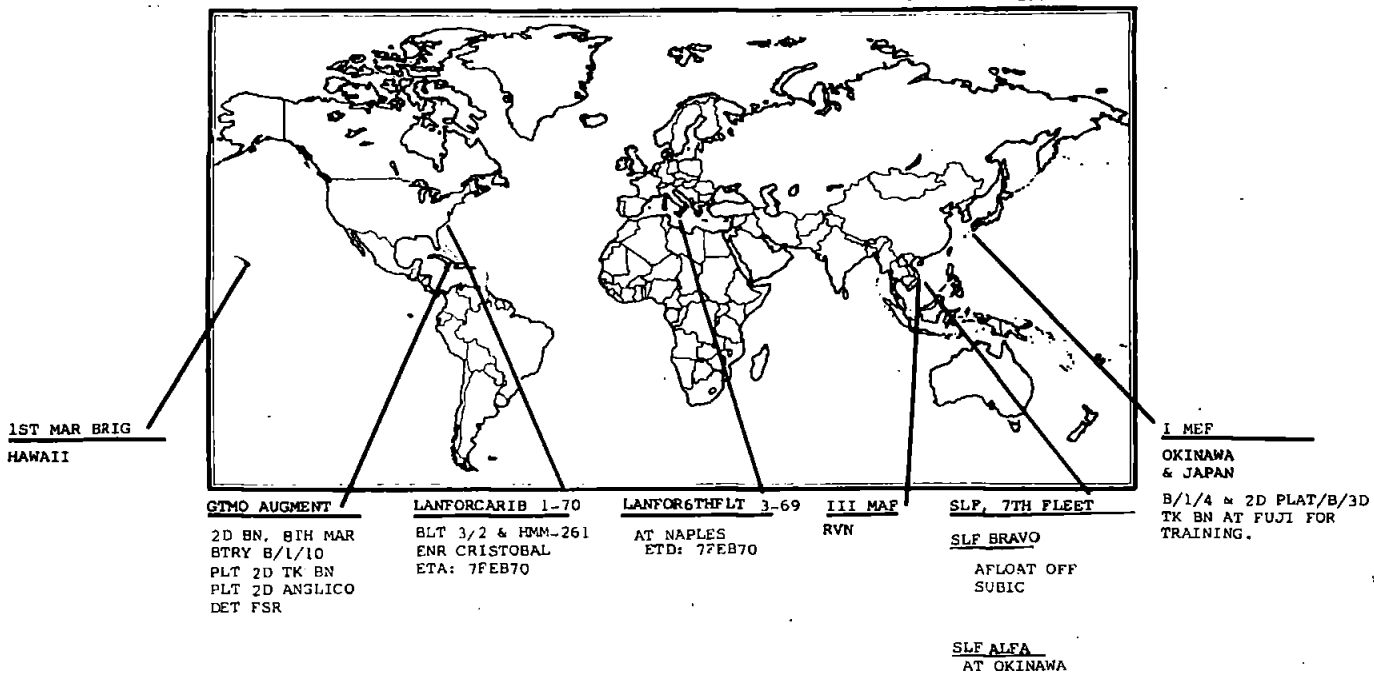 1ST MAR BRIG
HAWAII
GTMO AUGMENT
2D BN, 8TH MAR
BTRY B/1/10
PLT 2D TK BN
PLT 2D ANGLICO
DET FSR
LANFORCARIB 1-70
BLT 3/2 & HMM-261
ENR CRISTOBAL
ETA: 7FEB70
LANFOR6THFLT 3-69
AT NAPLES
ETD: 7FEB70
III MAF
RVN
SLF, 7TH FLEET
SLF BRAVO
AFLOAT OFF
SUBIC
SLF ALFA
AT OKINAWA
I MEF
OKINAWA
& JAPAN
B/1/4 & 2D PLAT/B/3D
TK BN AT FUJI FOR
TRAINING.